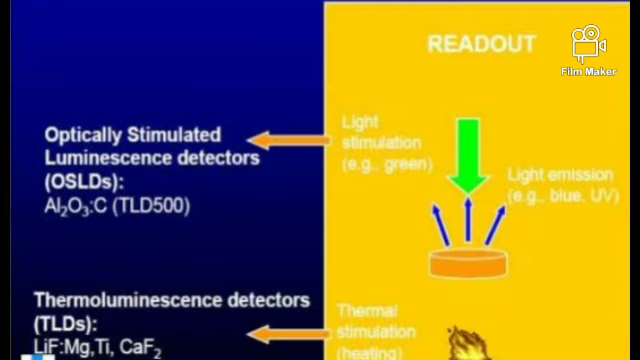 READOUT
Film Maker
Optically Stimulated
Luminescence detectors
(OSLDs):
Al₂O₃:C (TLD500)
Light
stimulation
(e.g., green)
Light emission
(e.g., blue, UV)
Thermoluminescence detectors
(TLDs):
LiF:Mg,Ti, CaF₂
Thermal
stimulation
(heating)